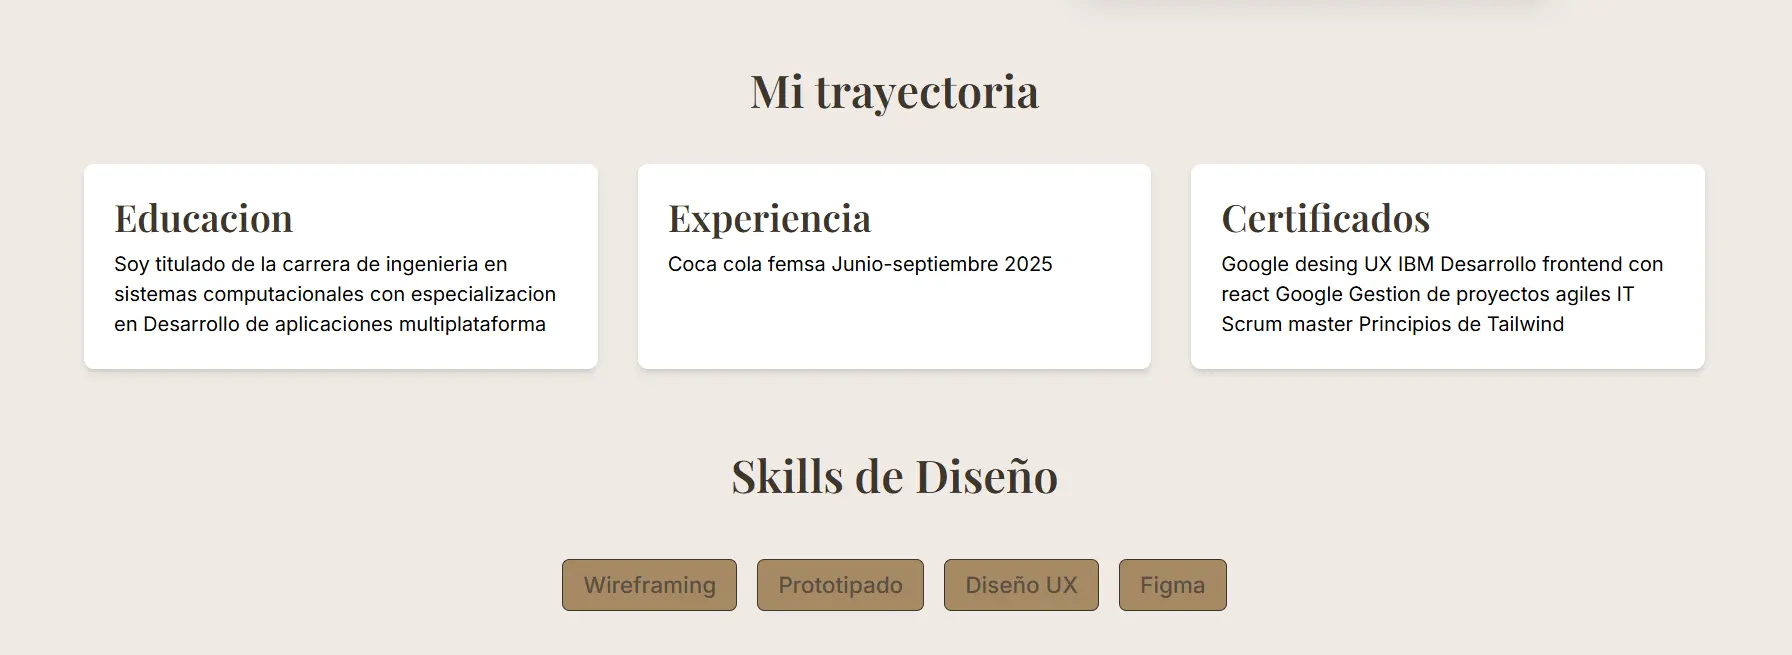 Mi trayectoria
Educacion
Soy titulado de la carrera de ingenieria en
sistemas computacionales con especializacion
en Desarrollo de aplicaciones multiplataforma
Experiencia
Coca cola femsa Junio-septiembre 2025
Certificados
Google desing UX IBM Desarrollo frontend con
react Google Gestion de proyectos agiles IT
Scrum master Principios de Tailwind
Skills de Diseño
Wireframing
Prototipado
Diseño UX
Figma